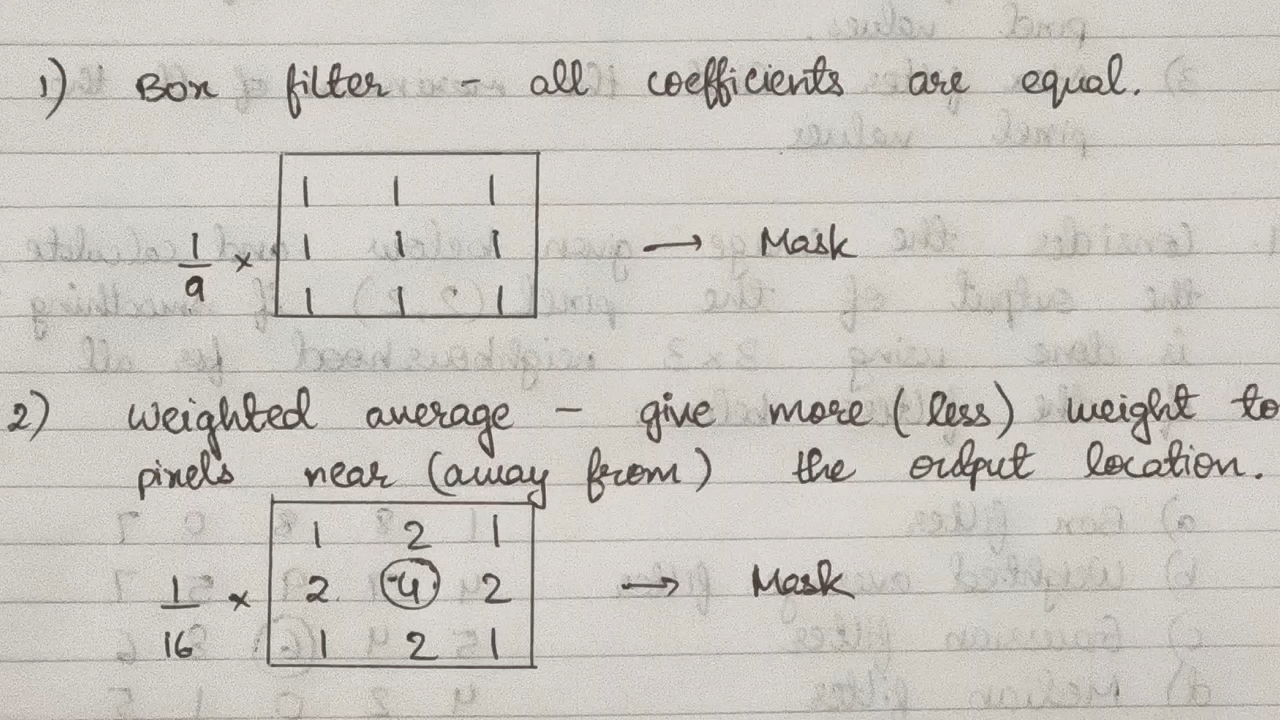 1) Box filter - all coefficients are equal.
1 1 1
1/9 × 1 1 1 → Mask
1 1 1
2) Weighted average - give more (less) weight to
pixels near (away from) the output location.
1 2 1
1/16 × 2 4 2 → Mask
1 2 1